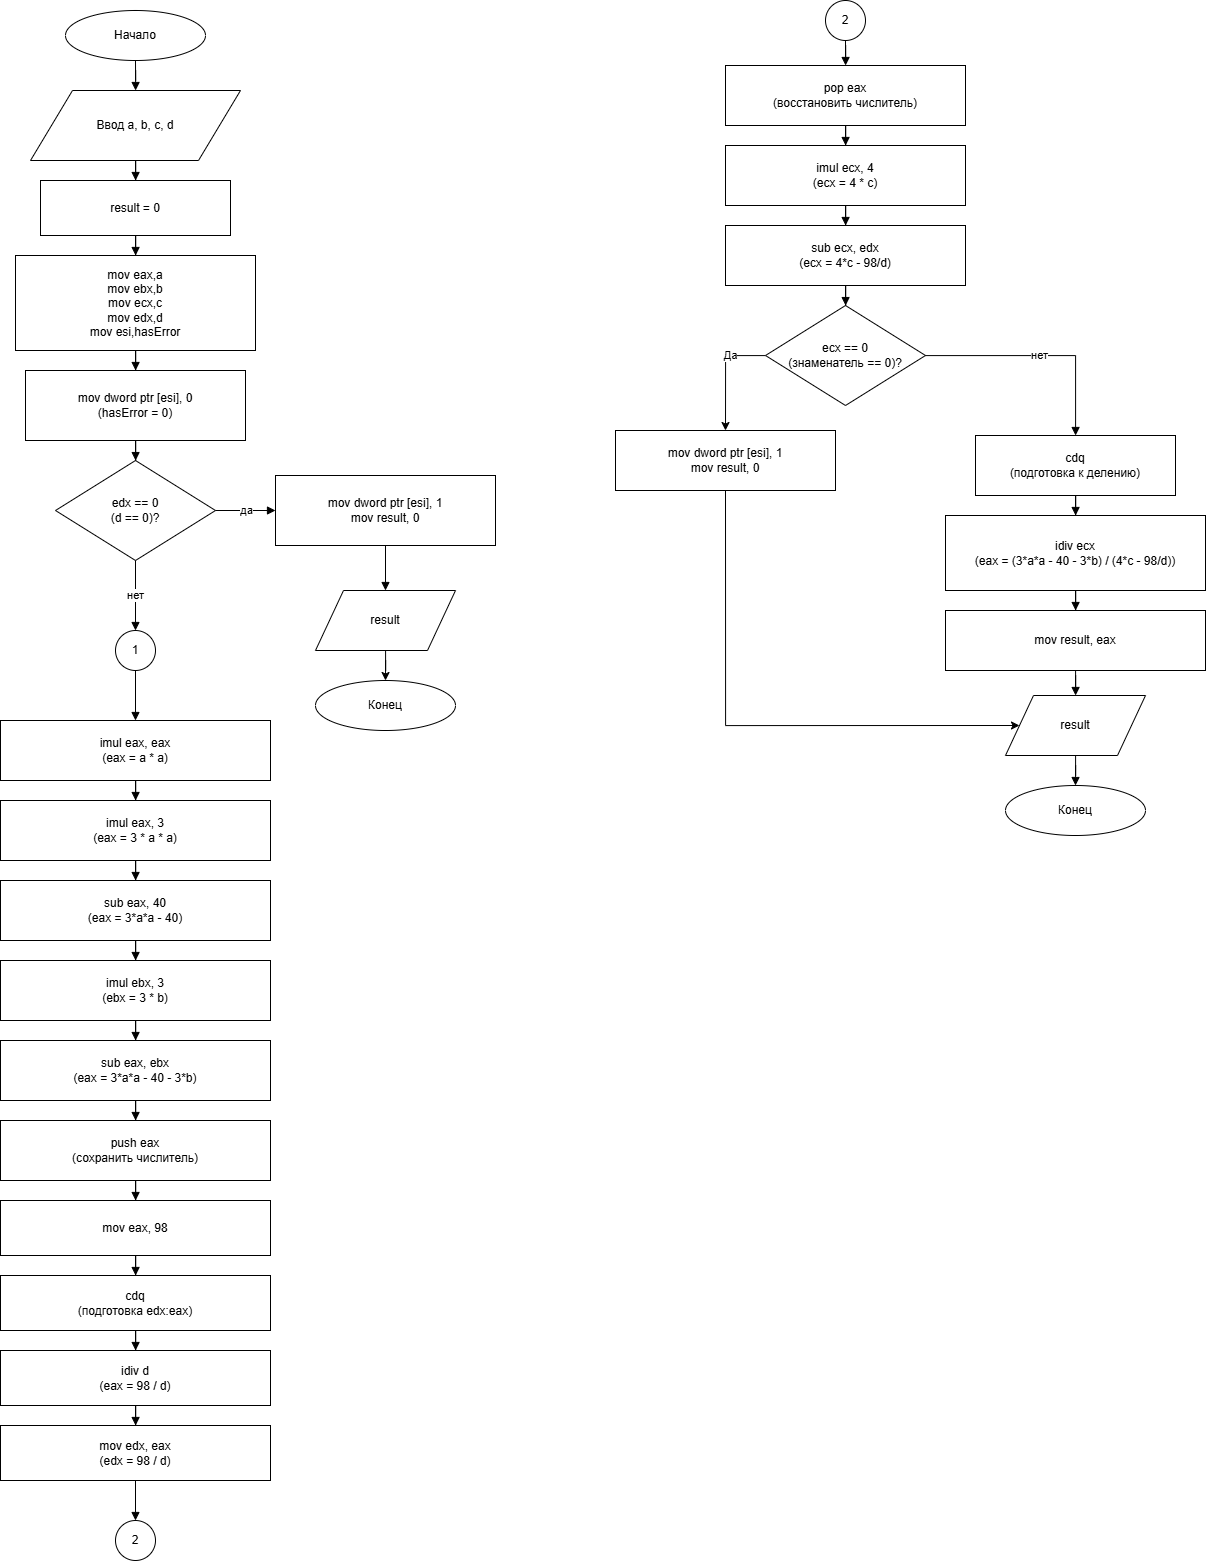 Начало
Ввод a, b, c, d
result = 0
mov eax,a
mov ebx,b
mov ecx,c
mov edx,d
mov esi,hasError
mov dword ptr [esi], 0
(hasError = 0)
edx == 0
(d == 0)?
да
mov dword ptr [esi], 1
mov result, 0
result
Конец
нет
1
imul eax, eax
(eax = a * a)
imul eax, 3
(eax = 3 * a * a)
sub eax, 40
(eax = 3*a*a - 40)
imul ebx, 3
(ebx = 3 * b)
sub eax, ebx
(eax = 3*a*a - 40 - 3*b)
push eax
(сохранить числитель)
mov eax, 98
cdq
(подготовка edx:eax)
idiv d
(eax = 98 / d)
mov edx, eax
(edx = 98 / d)
2
2
pop eax
(восстановить числитель)
imul ecx, 4
(ecx = 4 * c)
sub ecx, edx
(ecx = 4*c - 98/d)
ecx == 0
(знаменатель == 0)?
Да
нет
mov dword ptr [esi], 1
mov result, 0
cdq
(подготовка к делению)
idiv ecx
(eax = (3*a*a - 40 - 3*b) / (4*c - 98/d))
mov result, eax
result
Конец